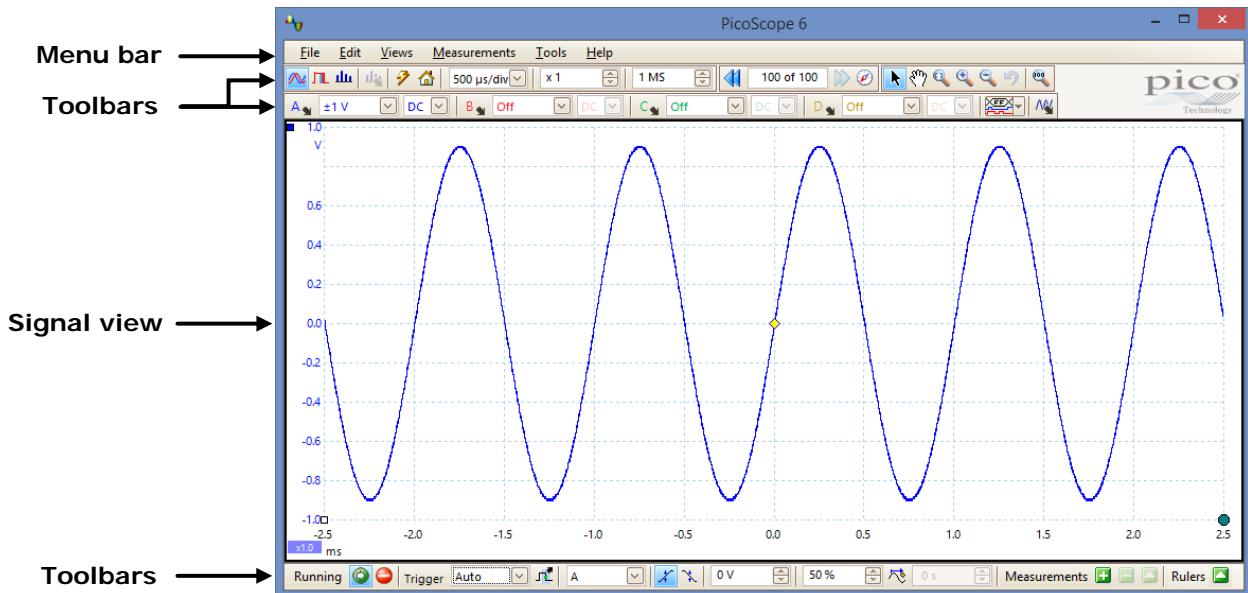 PicoScope 6
Menu bar
File Edit Views Measurements Tools Help
Toolbars
500 µs/div x 1 1 MS 100 of 100
pico
Technology
A ±1 V DC B Off DC C Off DC D Off DC
1.0
V
0.6
0.4
0.2
Signal view
0.0
-0.2
-0.4
-0.6
-0.8
-1.0
-2.5 -2.0 -1.5 -1.0 -0.5 0.0 0.5 1.0 1.5 2.0 2.5
x1.0 ms
Toolbars
Running Trigger Auto A 0 V 50 % 0 s Measurements Rulers